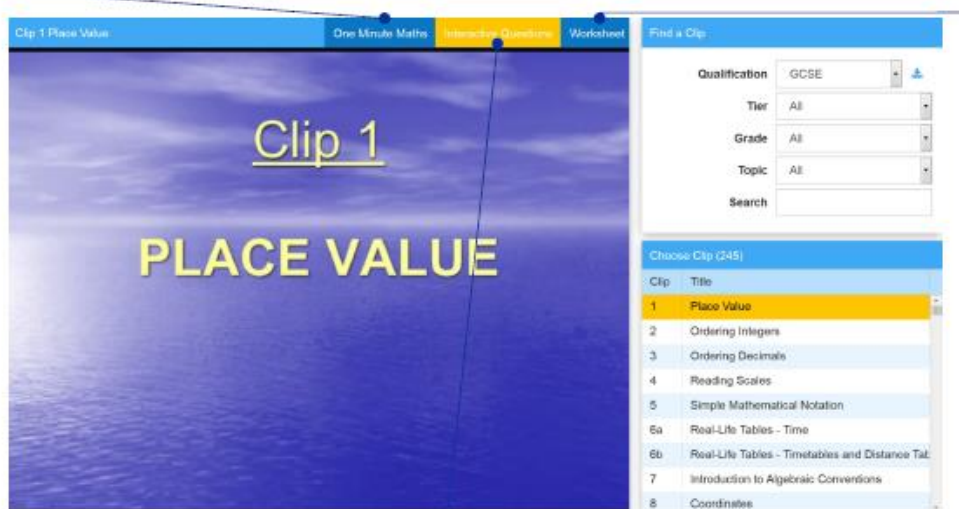 Clip 1 Place Value
One Minute Maths
Interactive Questions
Worksheet
Clip 1
PLACE VALUE
Find a Clip
Qualification GCSE
Tier All
Grade All
Topic All
Search
Choose Clip (245)
Clip Title
1 Place Value
2 Ordering Integers
3 Ordering Decimals
4 Reading Scales
5 Simple Mathematical Notation
6a Real-Life Tables - Time
6b Real-Life Tables - Timetables and Distance Tab
7 Introduction to Algebraic Conventions
8 Coordinates